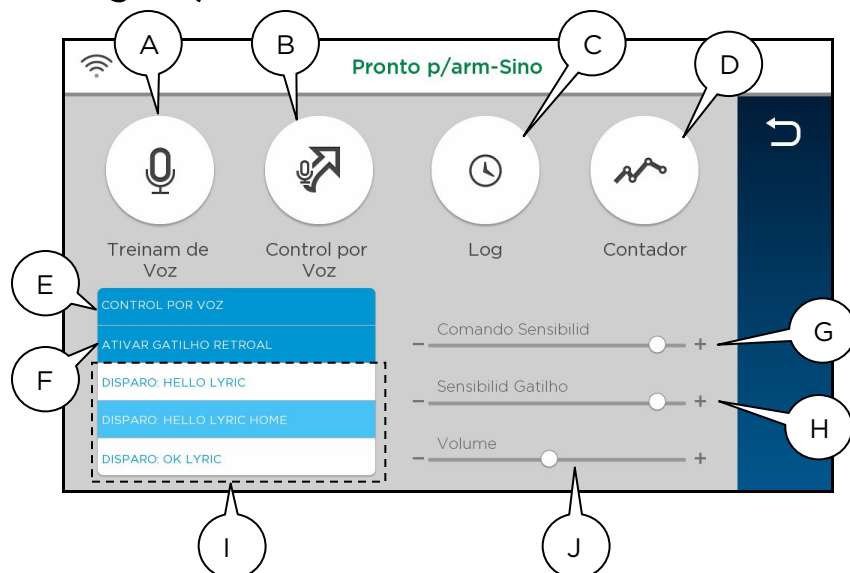 A
B
C
D
Pronto p/arm-Sino
Treinam de
Voz
Control por
Voz
Log
Contador
E
CONTROL POR VOZ
ATIVAR GATILHO RETROAL
F
DISPARO: HELLO LYRIC
DISPARO: HELLO LYRIC HOME
DISPARO: OK LYRIC
Comando Sensibilid
− +
G
Sensibilid Gatilho
− +
H
Volume
− +
I
J